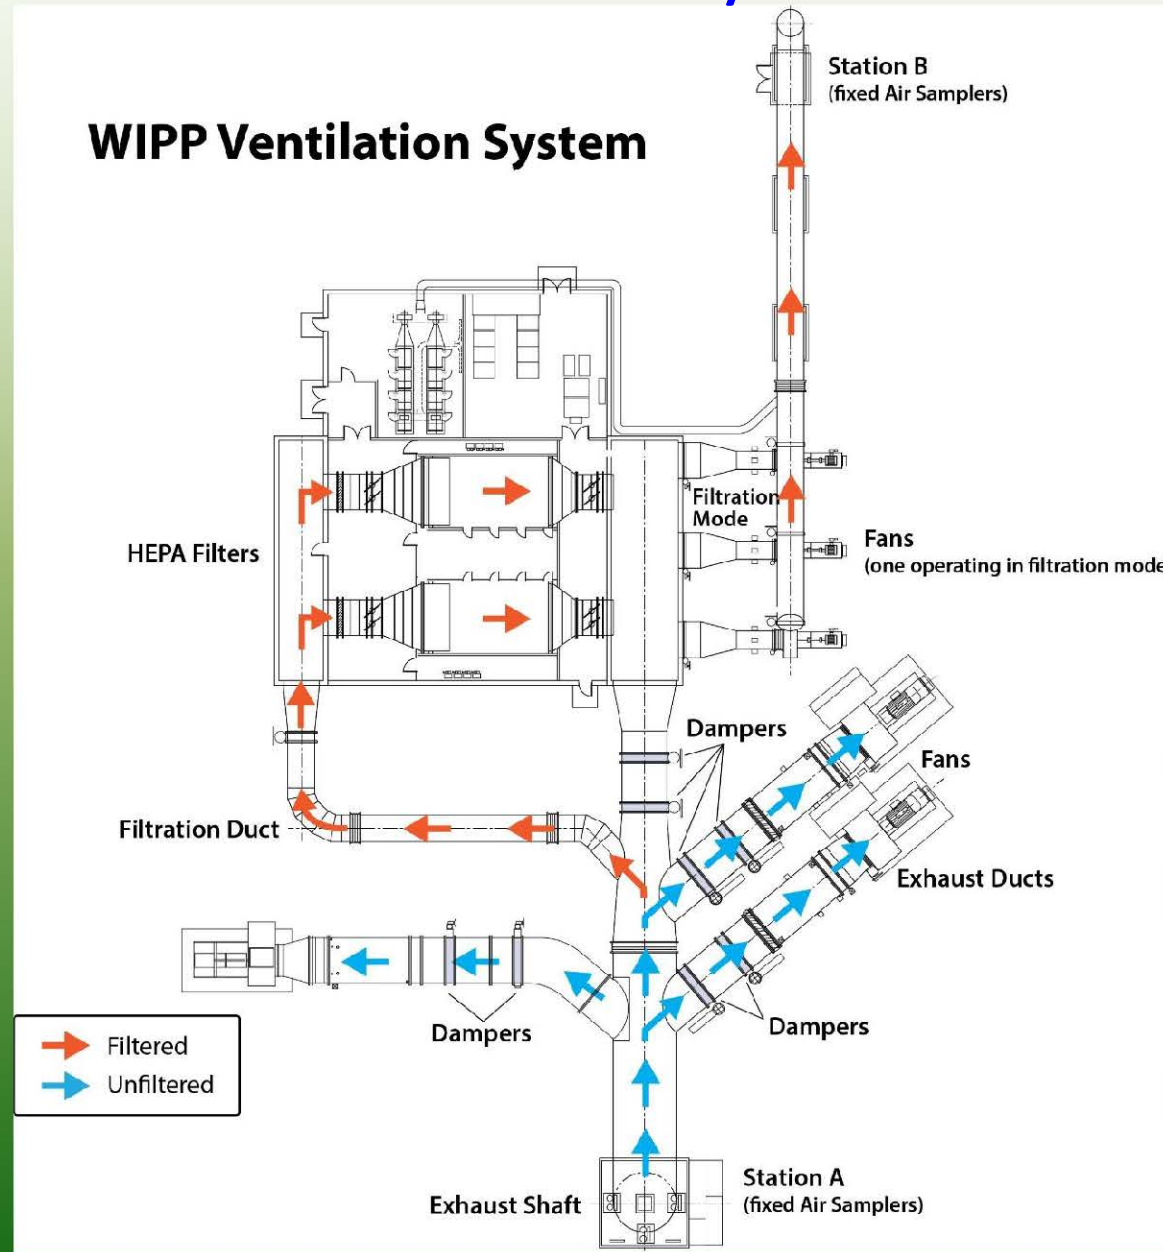 Station B
(fixed Air Samplers)
WIPP Ventilation System
Filtration
Mode
HEPA Filters
Fans
(one operating in filtration mode
Dampers
Fans
Filtration Duct
Exhaust Ducts
Dampers
Dampers
Filtered
Unfiltered
Station A
(fixed Air Samplers)
Exhaust Shaft